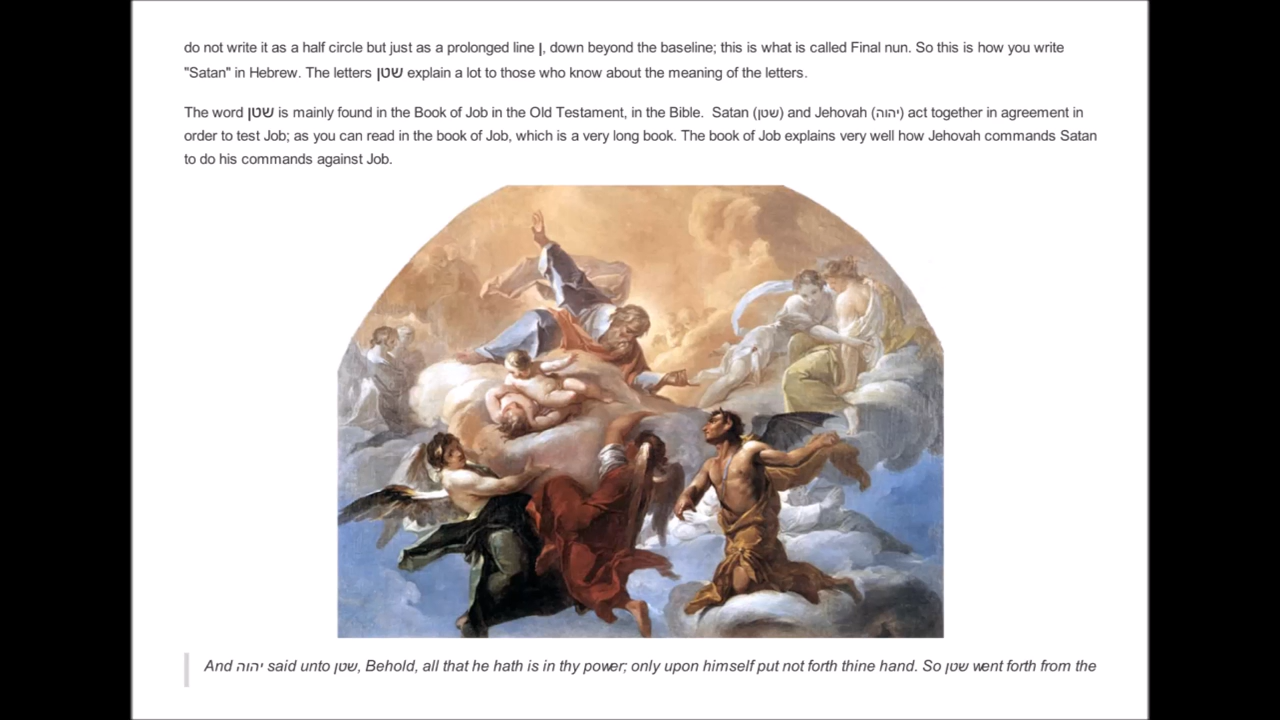 do not write it as a half circle but just as a prolonged line ן, down beyond the baseline; this is what is called Final nun. So this is how you write
"Satan" in Hebrew. The letters שטן explain a lot to those who know about the meaning of the letters.
The word שטן is mainly found in the Book of Job in the Old Testament, in the Bible. Satan (שטן) and Jehovah (יהוה) act together in agreement in
order to test Job; as you can read in the book of Job, which is a very long book. The book of Job explains very well how Jehovah commands Satan
to do his commands against Job.
And יהוה said unto שטן, Behold, all that he hath is in thy power; only upon himself put not forth thine hand. So שטן went forth from the